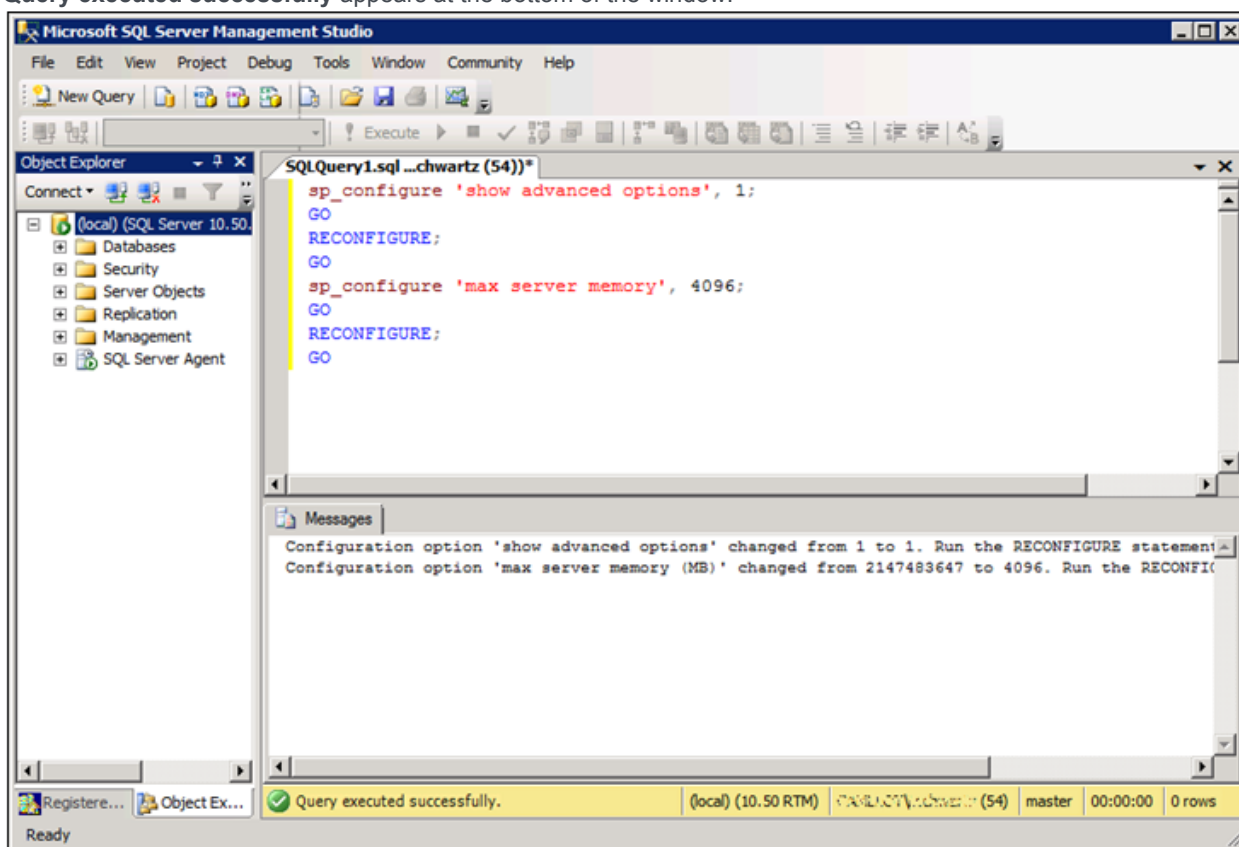 Query executed successfully appears at the bottom of the window.
Microsoft SQL Server Management Studio
File Edit View Project Debug Tools Window Community Help
New Query
Execute
Object Explorer
Connect
(local) (SQL Server 10.50.
Databases
Security
Server Objects
Replication
Management
SQL Server Agent
SQLQuery1.sql ...chwartz (54))*
sp_configure 'show advanced options', 1;
GO
RECONFIGURE;
GO
sp_configure 'max server memory', 4096;
GO
RECONFIGURE;
GO
Messages
Configuration option 'show advanced options' changed from 1 to 1. Run the RECONFIGURE statement
Configuration option 'max server memory (MB)' changed from 2147483647 to 4096. Run the RECONFIG
Registere... Object Ex...
Query executed successfully. (local) (10.50 RTM) (54) master 00:00:00 0 rows
Ready